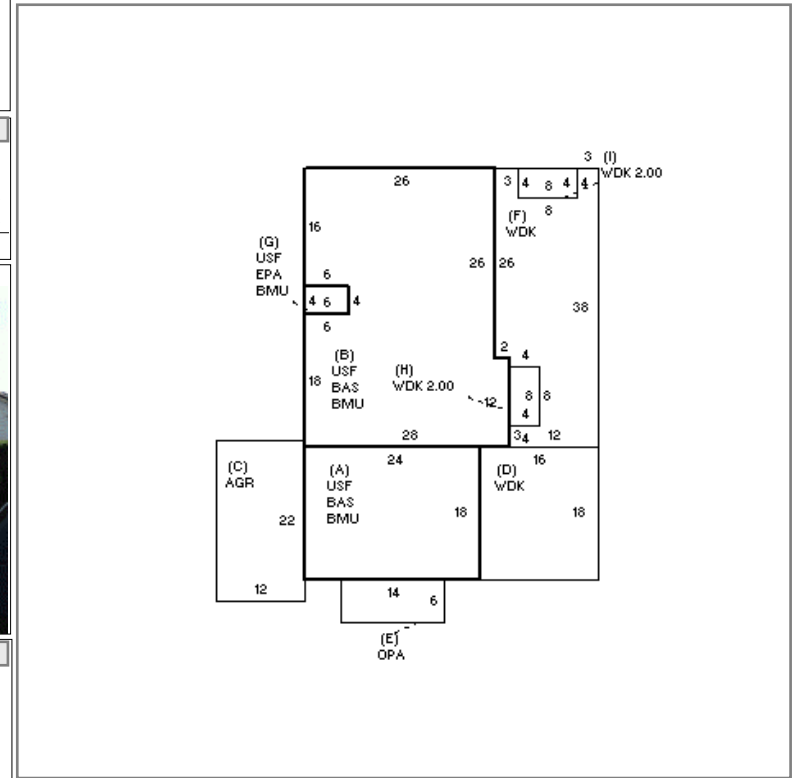 3 (I)
WDK 2.00
26
3 4 8 4 4
8
(F)
WDK
16
(G)
USF
EPA
BMU
26 26
6
4 6 4
6
38
2
4
(B)
USF
BAS
BMU
(H)
WDK 2.00
18
12
8 8
4
28
3 4 12
24
16
(C)
AGR
(A)
USF
BAS
BMU
(D)
WDK
22
18
18
12
14
6
(E)
OPA